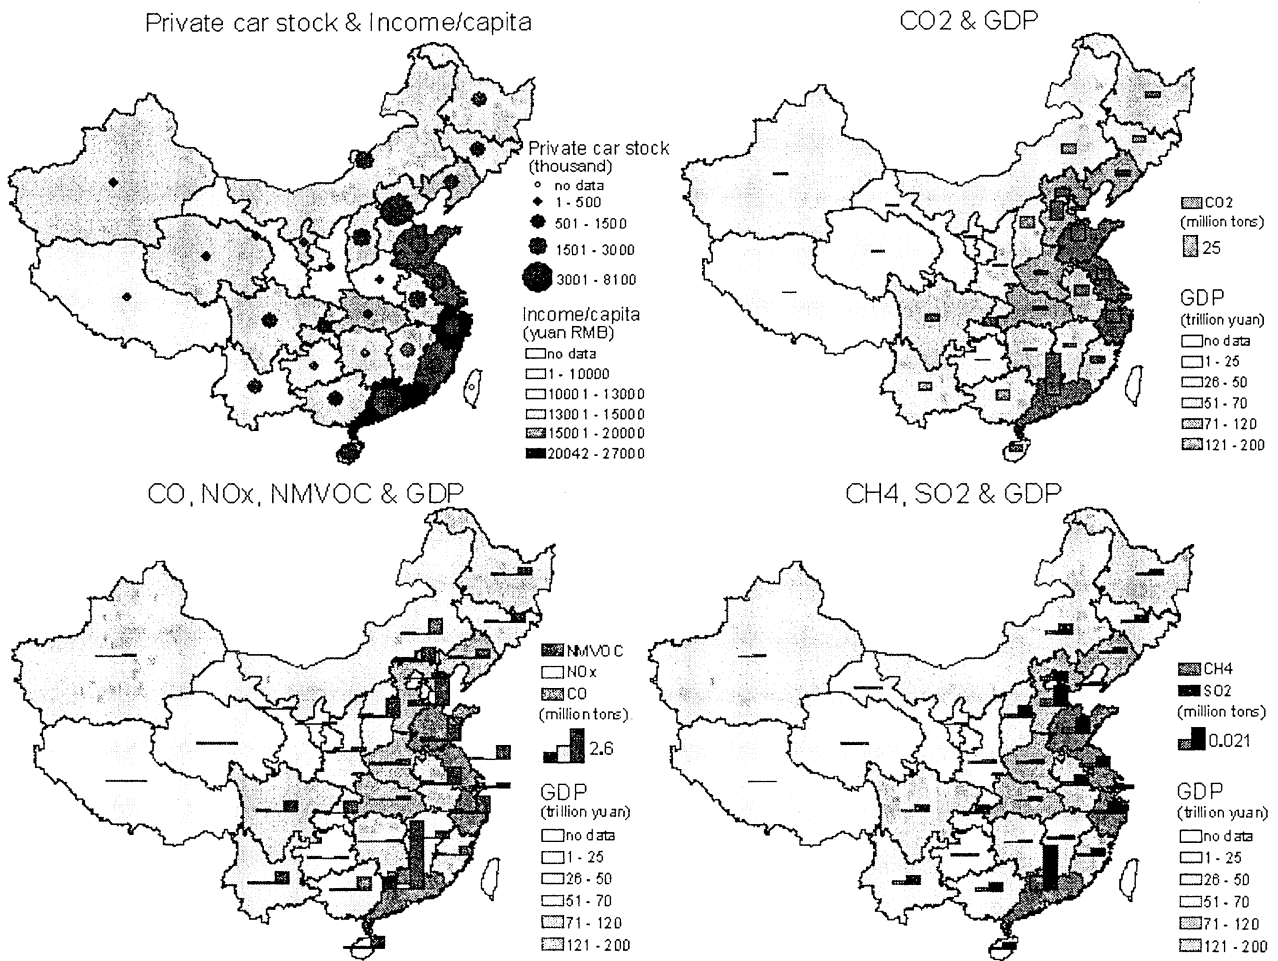 Private car stock & Income/capita
Private car stock
(thousand)
no data
1 - 500
501 - 1500
1501 - 3000
3001 - 8100
Income/capita
(yuan RMB)
no data
1 - 10000
10001 - 13000
13001 - 15000
15001 - 20000
20042 - 27000
CO2 & GDP
CO2
(million tons)
25
GDP
(trillion yuan)
no data
1 - 25
26 - 50
51 - 70
71 - 120
121 - 200
CO, NOx, NMVOC & GDP
NMVOC
NOx
CO
(million tons)
2.6
GDP
(trillion yuan)
no data
1 - 25
26 - 50
51 - 70
71 - 120
121 - 200
CH4, SO2 & GDP
CH4
SO2
(million tons)
0.021
GDP
(trillion yuan)
no data
1 - 25
26 - 50
51 - 70
71 - 120
121 - 200